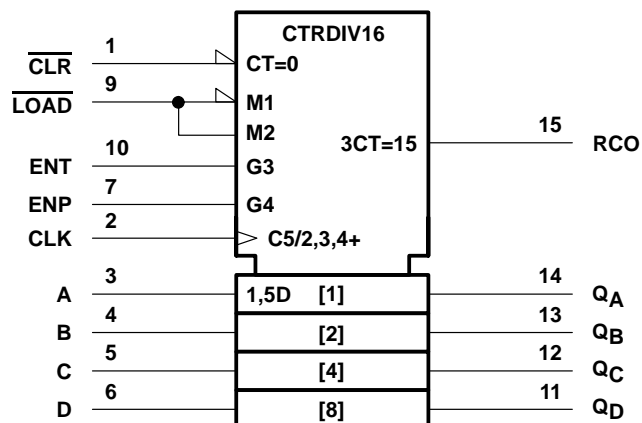 CTRDIV16
1
CLR CT=0
9
LOAD M1
M2
15
3CT=15 RCO
10
ENT G3
7
ENP G4
2
CLK C5/2,3,4+
3 14
A 1,5D [1] QA
4 13
B [2] QB
5 12
C [4] QC
6 11
D [8] QD